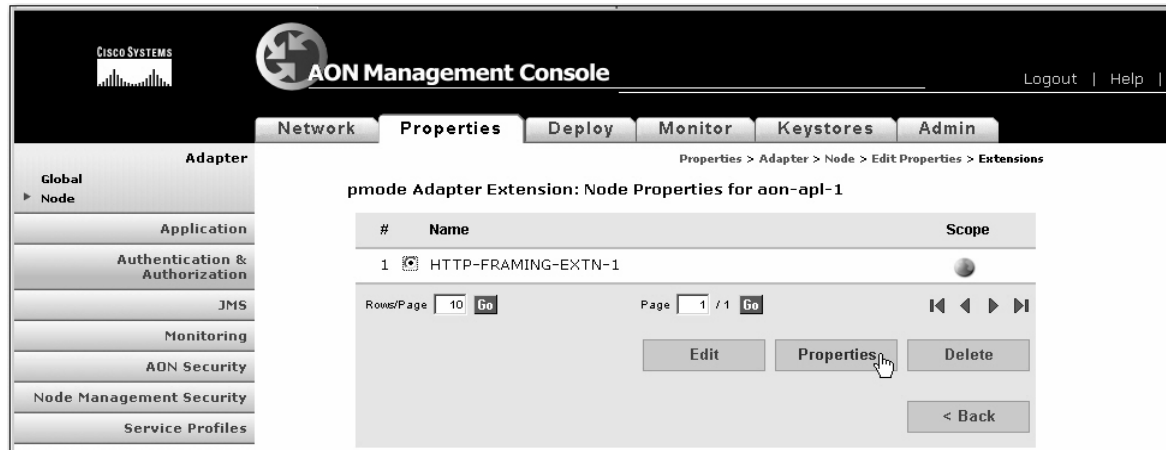 CISCO SYSTEMS
AON Management Console
Logout | Help |
Network Properties Deploy Monitor Keystores Admin
Adapter
Global
Node
Application
Authentication &
Authorization
JMS
Monitoring
AON Security
Node Management Security
Service Profiles
Properties > Adapter > Node > Edit Properties > Extensions
pmode Adapter Extension: Node Properties for aon-apl-1
# Name Scope
1 HTTP-FRAMING-EXTN-1
Rows/Page 10 Go Page 1 / 1 Go
Edit Properties Delete
< Back